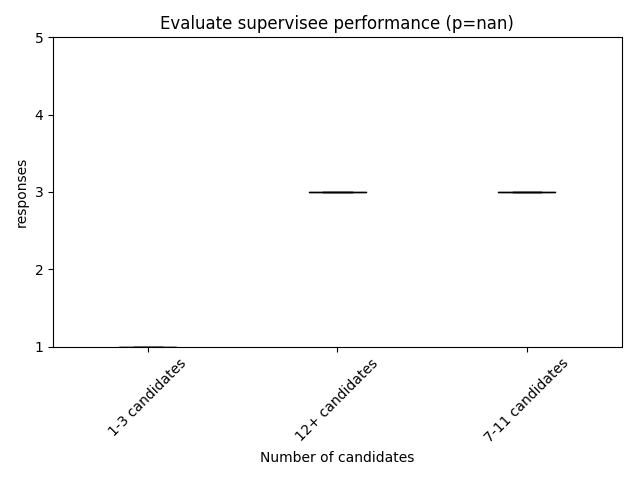 Evaluate supervisee performance (p=nan)
5
4
3
2
1
responses
1-3 candidates
12+ candidates
7-11 candidates
Number of candidates